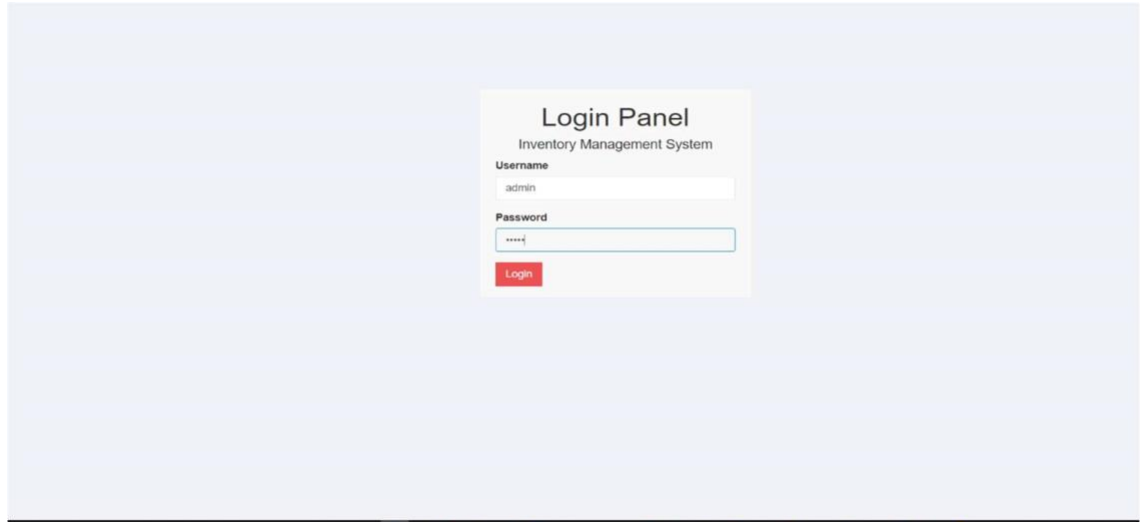 Login Panel
Inventory Management System
Username
admin
Password
•••••
Login